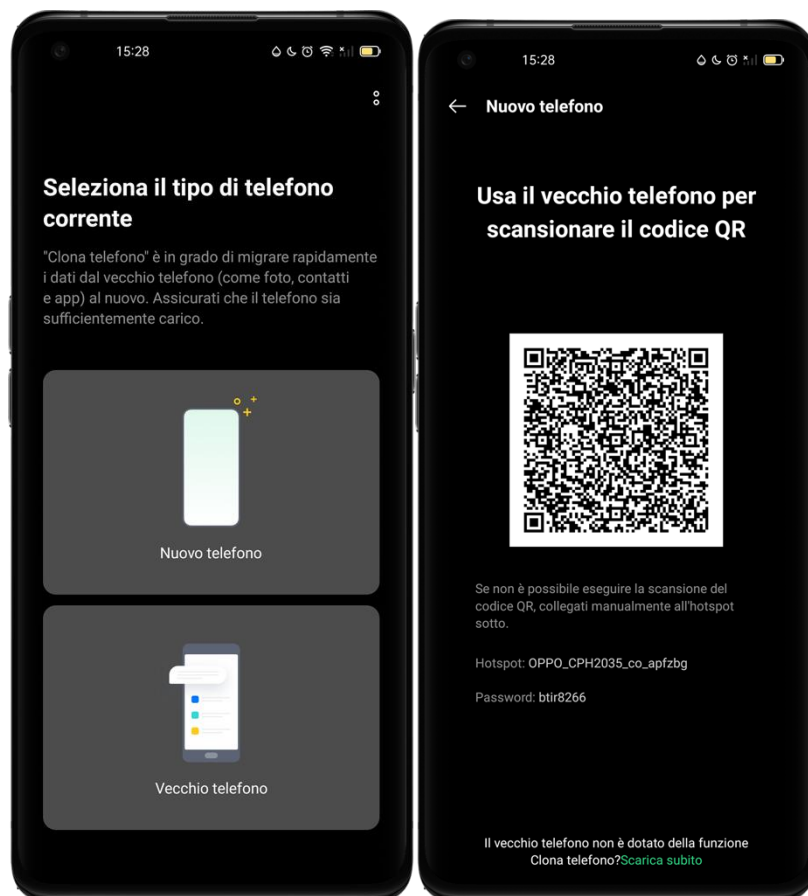 15:28
Seleziona il tipo di telefono
corrente
"Clona telefono" è in grado di migrare rapidamente
i dati dal vecchio telefono (come foto, contatti
e app) al nuovo. Assicurati che il telefono sia
sufficientemente carico.
Nuovo telefono
Vecchio telefono
15:28
Nuovo telefono
Usa il vecchio telefono per
scansionare il codice QR
Se non è possibile eseguire la scansione del
codice QR, collegati manualmente all'hotspot
sotto.
Hotspot: OPPO_CPH2035_co_apfzbg
Password: btir8266
Il vecchio telefono non è dotato della funzione
Clona telefono?Scarica subito